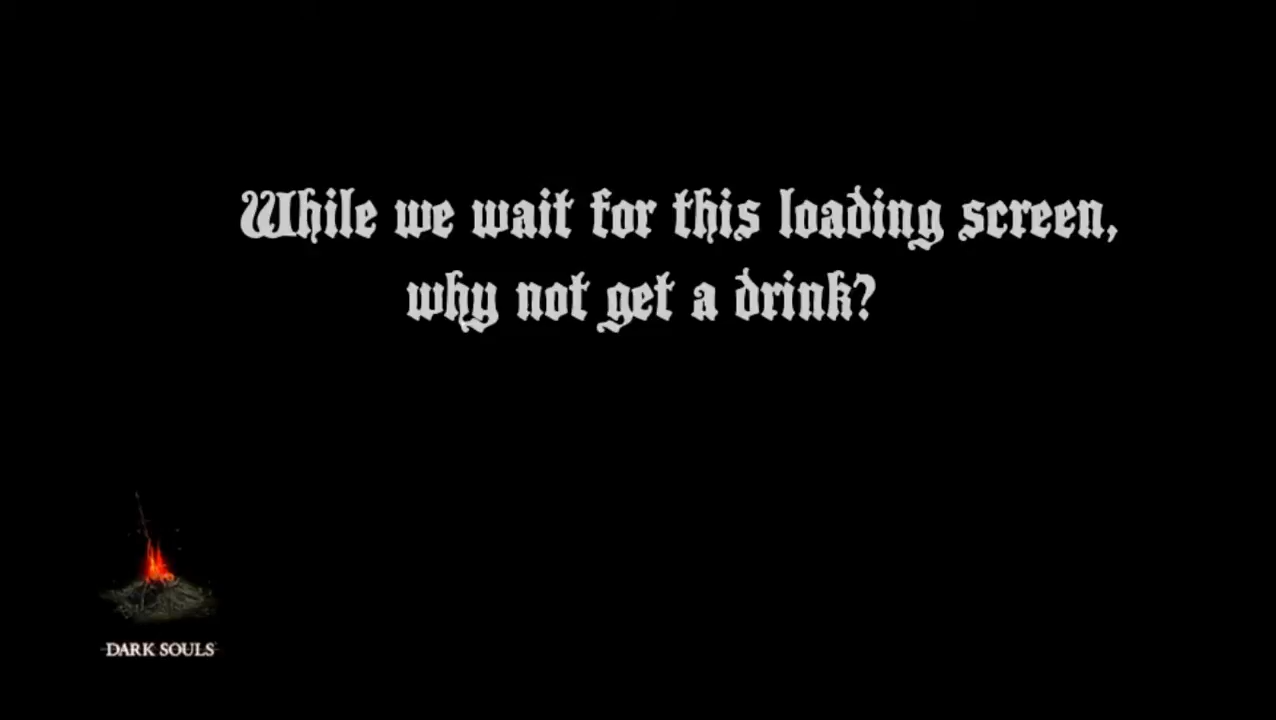 While we wait for this loading screen,
why not get a drink?
DARK SOULS